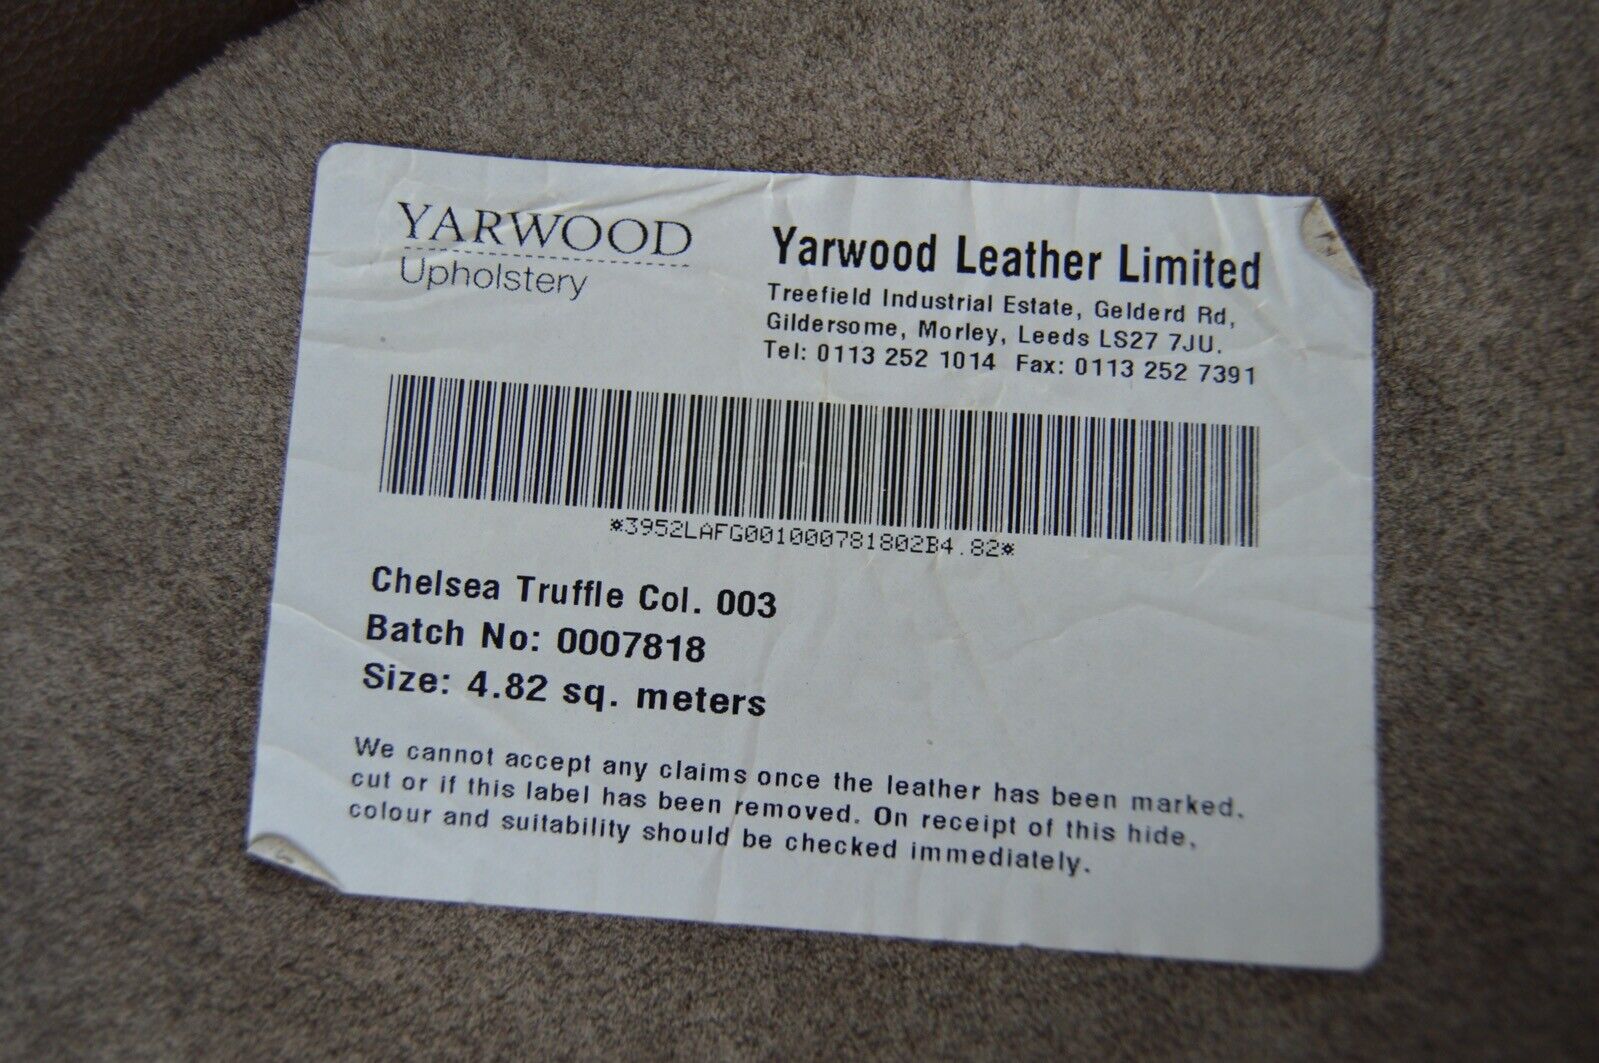 YARWOOD
Upholstery
Yarwood Leather Limited
Treefield Industrial Estate, Gelderd Rd,
Gildersome, Morley, Leeds LS27 7JU.
Tel: 0113 252 1014 Fax: 0113 252 7391
*3952LAFG001000781802B4.82*
Chelsea Truffle Col. 003
Batch No: 0007818
Size: 4.82 sq. meters
We cannot accept any claims once the leather has been marked,
cut or if this label has been removed. On receipt of this hide,
colour and suitability should be checked immediately.